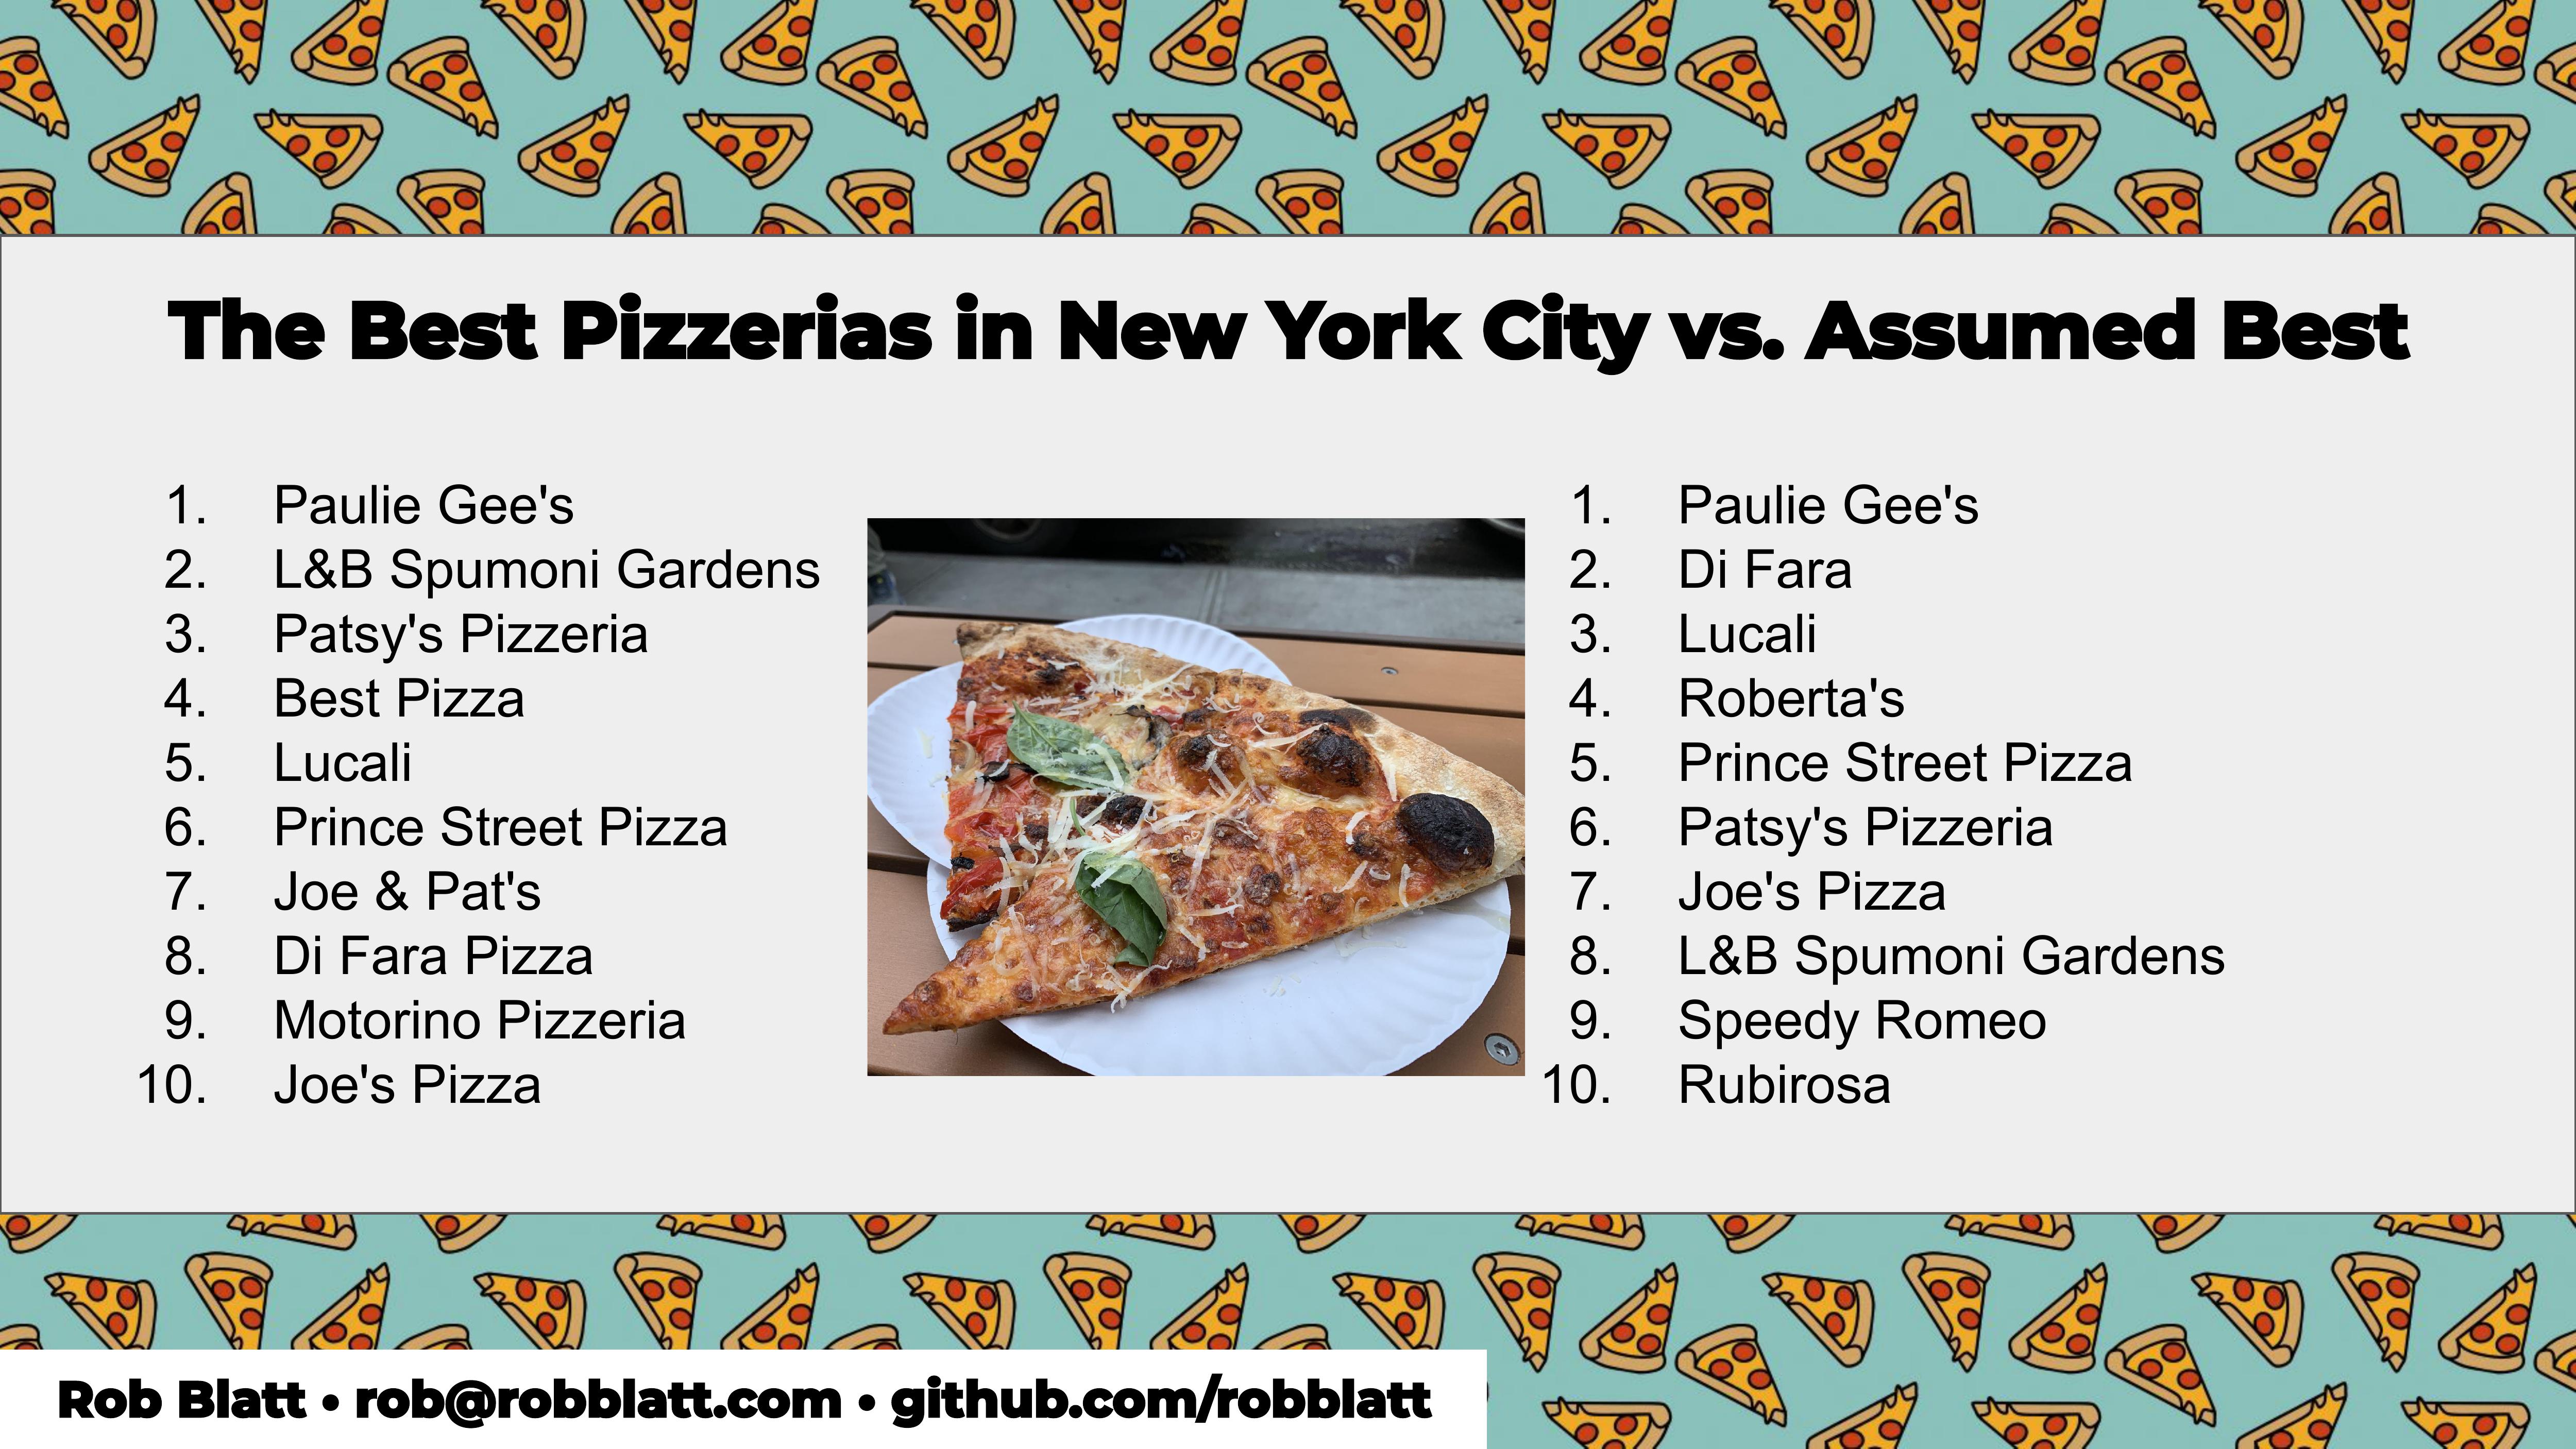 The Best Pizzerias in New York City vs. Assumed Best
1. Paulie Gee's
2. L&B Spumoni Gardens
3. Patsy's Pizzeria
4. Best Pizza
5. Lucali
6. Prince Street Pizza
7. Joe & Pat's
8. Di Fara Pizza
9. Motorino Pizzeria
10. Joe's Pizza
1. Paulie Gee's
2. Di Fara
3. Lucali
4. Roberta's
5. Prince Street Pizza
6. Patsy's Pizzeria
7. Joe's Pizza
8. L&B Spumoni Gardens
9. Speedy Romeo
10. Rubirosa
Rob Blatt • rob@robblatt.com • github.com/robblatt